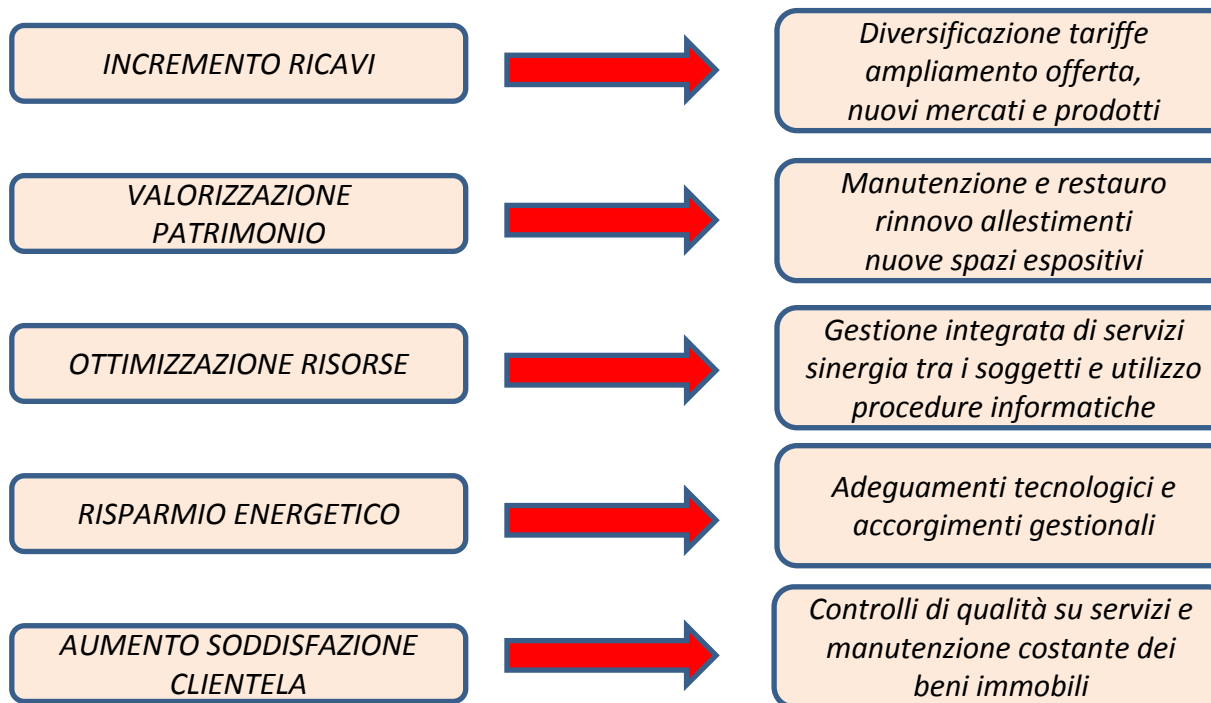 INCREMENTO RICAVI
Diversificazione tariffe
ampliamento offerta,
nuovi mercati e prodotti
VALORIZZAZIONE
PATRIMONIO
Manutenzione e restauro
rinnovo allestimenti
nuove spazi espositivi
OTTIMIZZAZIONE RISORSE
Gestione integrata di servizi
sinergia tra i soggetti e utilizzo
procedure informatiche
RISPARMIO ENERGETICO
Adeguamenti tecnologici e
accorgimenti gestionali
AUMENTO SODDISFAZIONE
CLIENTELA
Controlli di qualità su servizi e
manutenzione costante dei
beni immobili